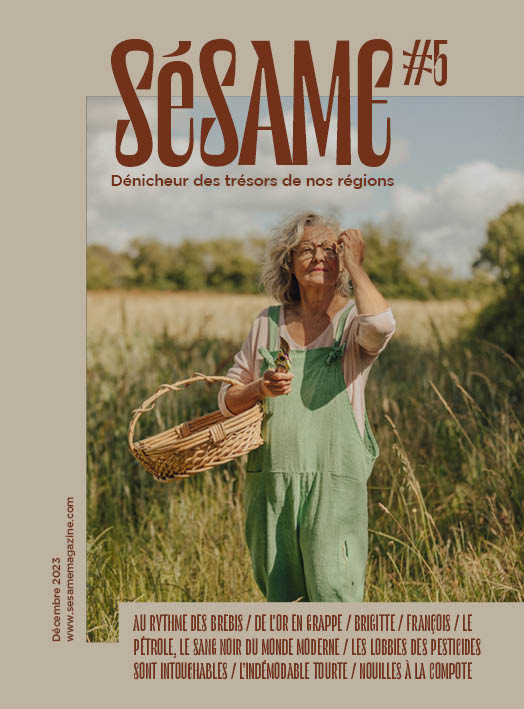 SéSAME #5
Dénicheur des trésors de nos régions
Décembre 2023
www.sesamemagazine.com
AU RYTHME DES BREBIS / DE L'OR EN GRAPPE / BRIGITTE / FRANÇOIS / LE
PÉTROLE, LE SANG NOIR DU MONDE MODERNE / LES LOBBIES DES PESTICIDES
SONT INTOUCHABLES / L'INDÉMODABLE TOURTE / NOUILLES À LA COMPOTE